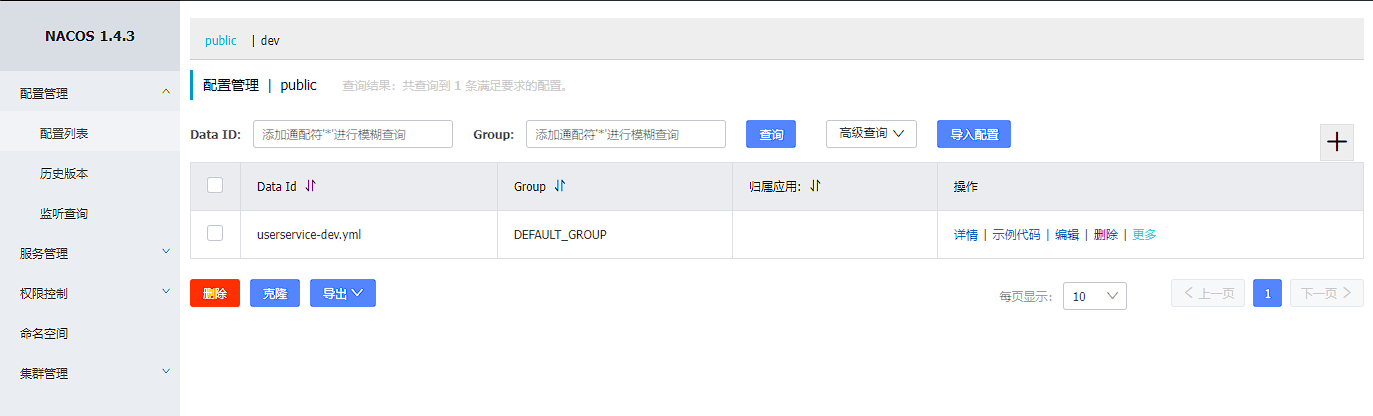 NACOS 1.4.3
配置管理
配置列表
历史版本
监听查询
服务管理
权限控制
命名空间
集群管理
public | dev
配置管理 | public 查询结果：共查询到 1 条满足要求的配置。
Data ID: 添加通配符'*'进行模糊查询 Group: 添加通配符'*'进行模糊查询 查询 高级查询 导入配置
Data Id Group 归属应用: 操作
userservice-dev.yml DEFAULT_GROUP 详情 | 示例代码 | 编辑 | 删除 | 更多
删除 克隆 导出 每页显示: 10 上一页 1 下一页